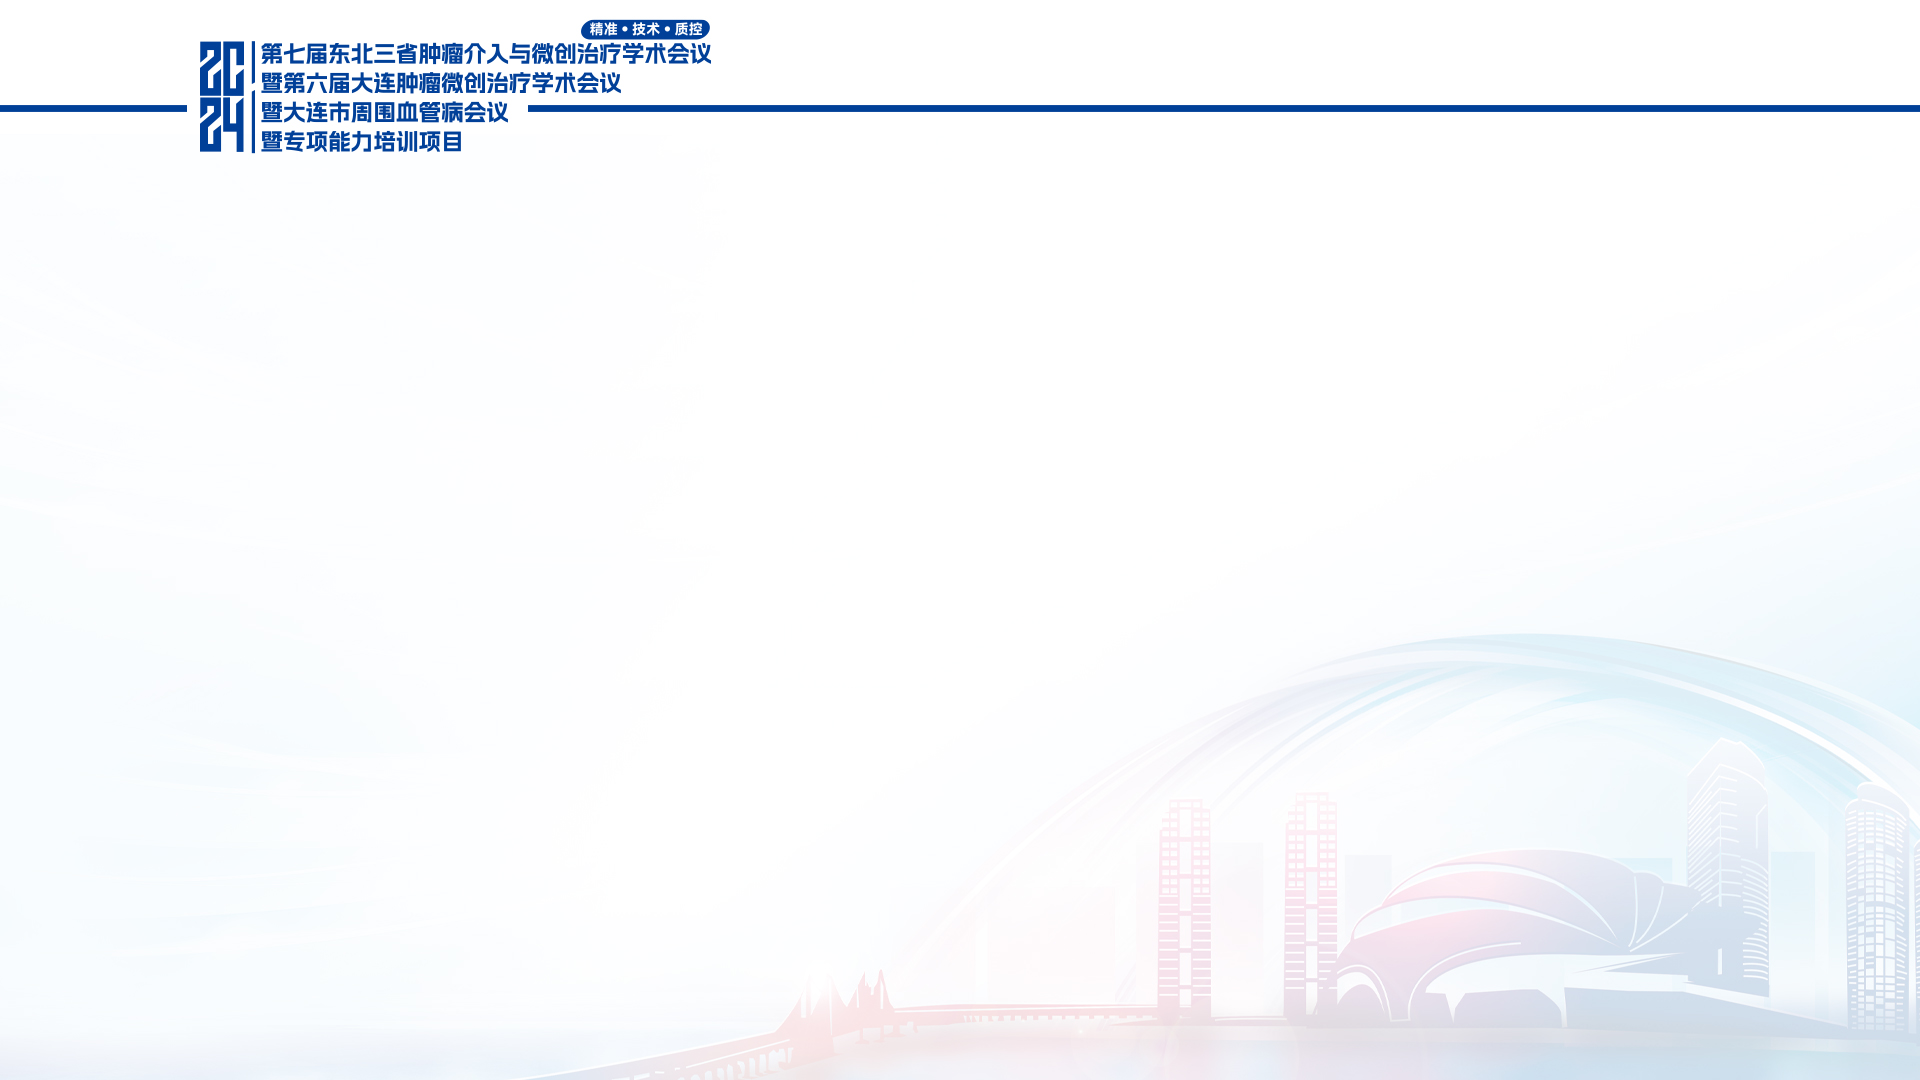 精准•技术•质控
2024
第七届东北三省肿瘤介入与微创治疗学术会议
暨第六届大连肿瘤微创治疗学术会议
暨大连市周围血管病会议
暨专项能力培训项目